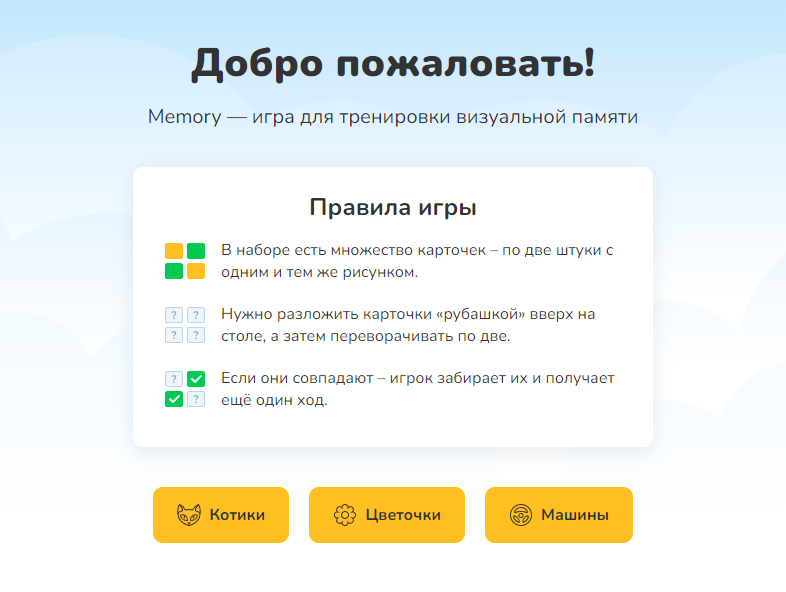 Добро пожаловать!
Memory — игра для тренировки визуальной памяти
Правила игры
В наборе есть множество карточек – по две штуки с
одним и тем же рисунком.
? ?
? ?
Нужно разложить карточки «рубашкой» вверх на
столе, а затем переворачивать по две.
?
?
Если они совпадают – игрок забирает их и получает
ещё один ход.
Котики
Цветочки
Машины